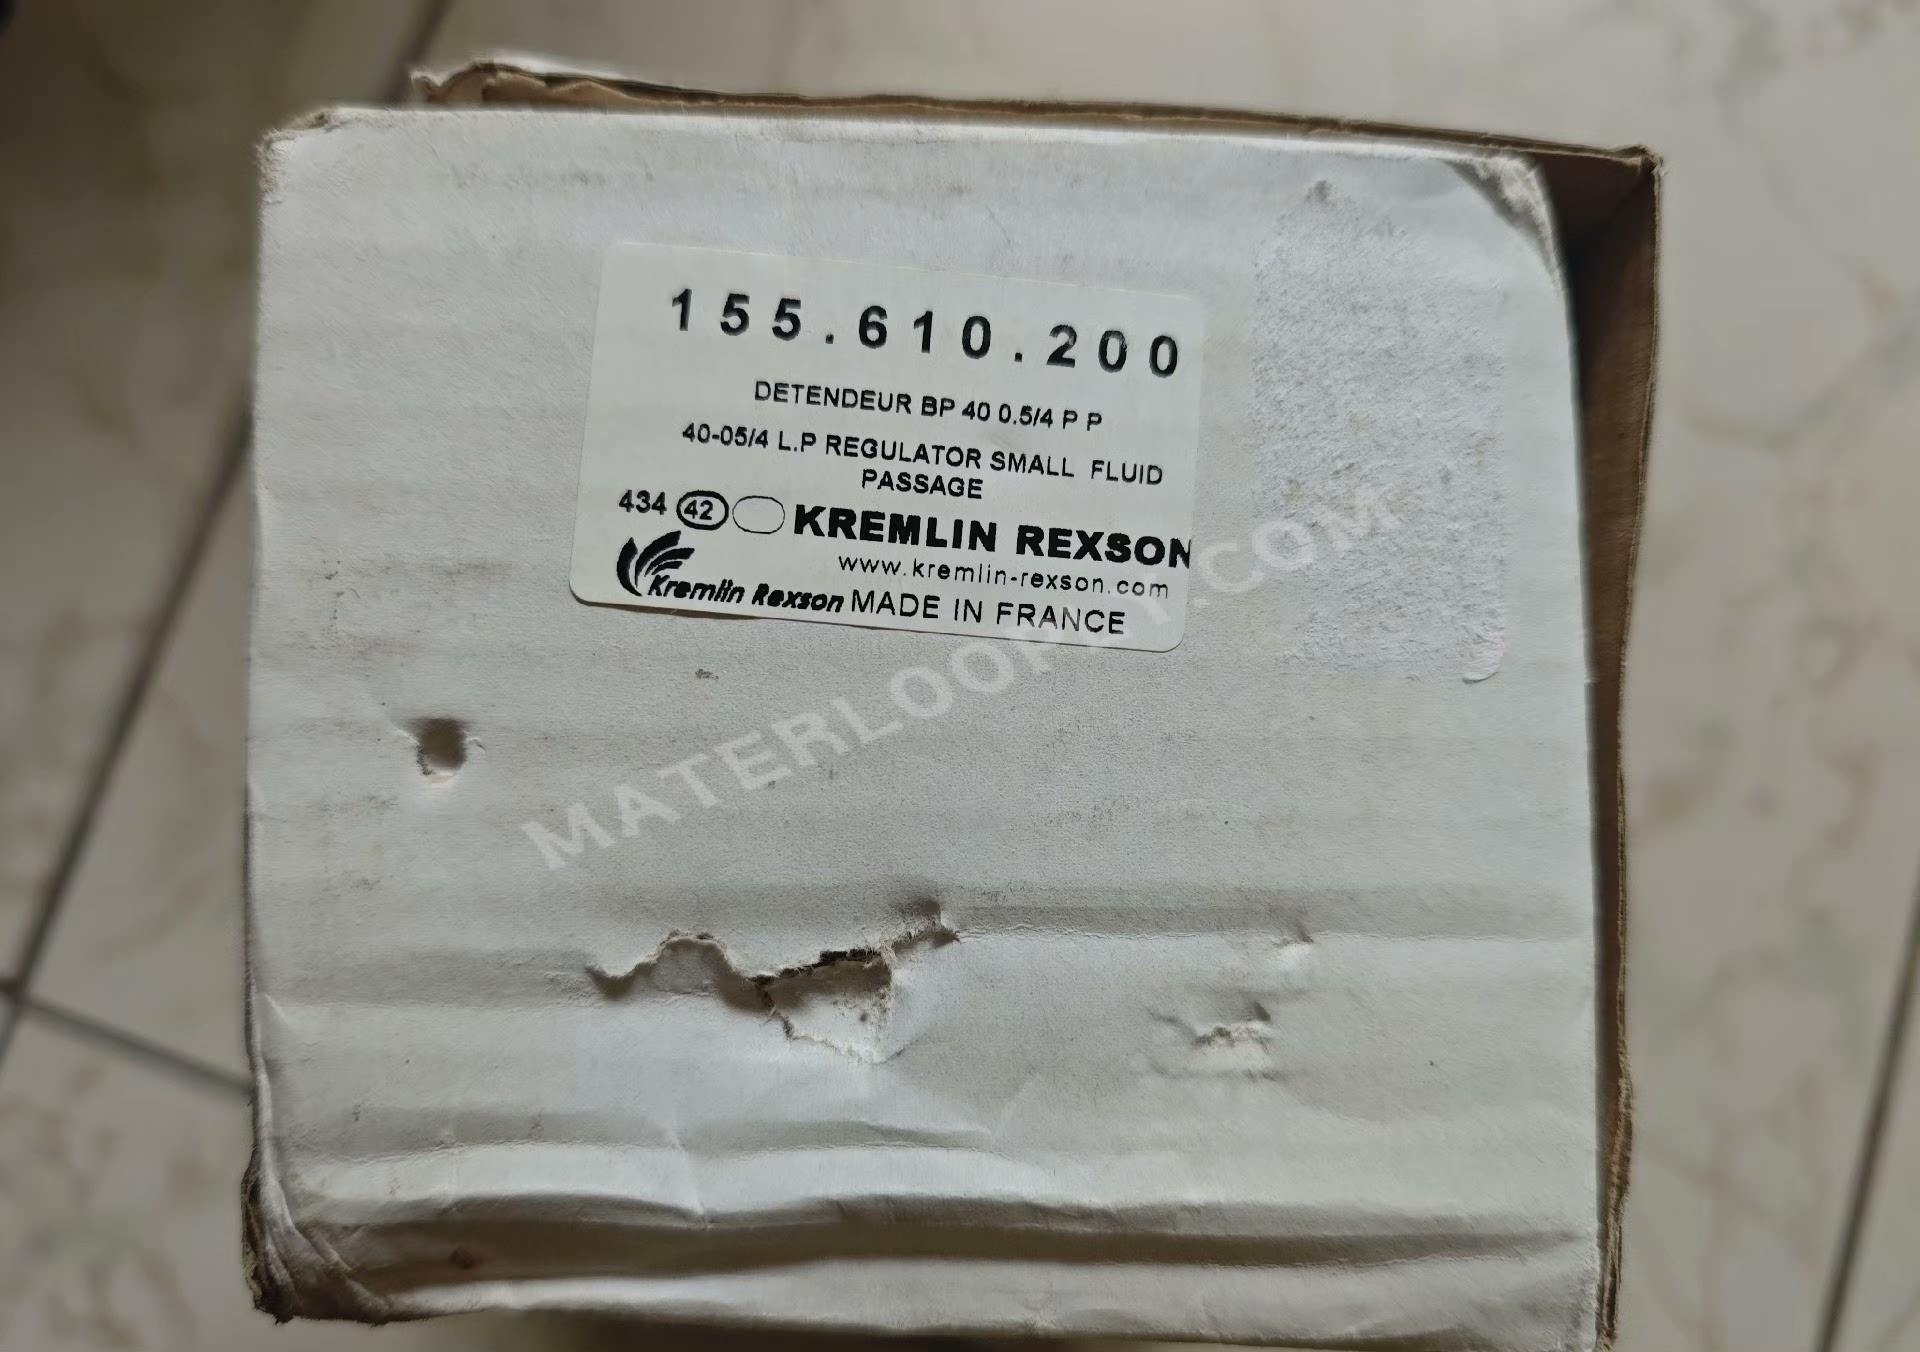 155.610.200
DETENDEUR BP 40 0.5/4 P P
40-05/4 L.P REGULATOR SMALL FLUID
PASSAGE
434 42 KREMLIN REXSON
www.kremlin-rexson.com
Kremlin Rexson MADE IN FRANCE
MATERLOOP
.COM